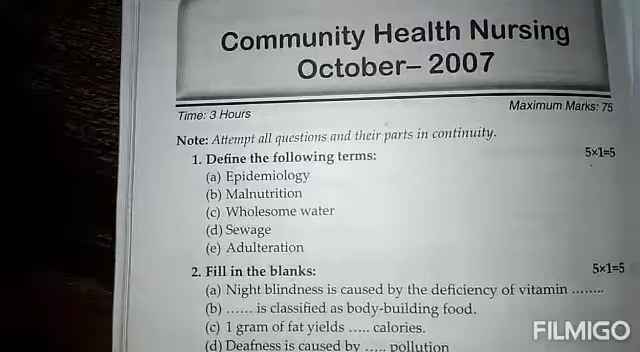 Community Health Nursing
October– 2007
Time: 3 Hours Maximum Marks: 75
Note: Attempt all questions and their parts in continuity.
1. Define the following terms: 5×1=5
(a) Epidemiology
(b) Malnutrition
(c) Wholesome water
(d) Sewage
(e) Adulteration
2. Fill in the blanks: 5×1=5
(a) Night blindness is caused by the deficiency of vitamin ........
(b) ...... is classified as body-building food.
(c) 1 gram of fat yields ..... calories.
(d) Deafness is caused by ..... pollution
FILMIGO